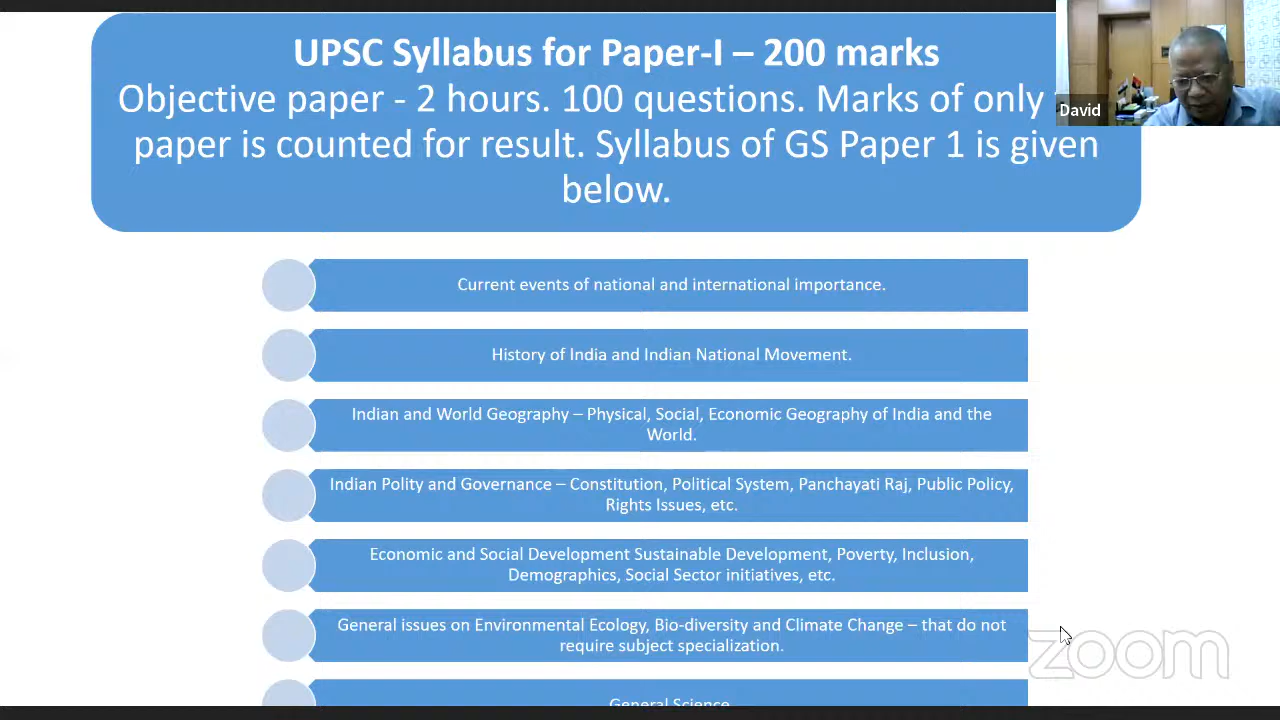 UPSC Syllabus for Paper-I – 200 marks
Objective paper - 2 hours. 100 questions. Marks of only
paper is counted for result. Syllabus of GS Paper 1 is given
below.
David
Current events of national and international importance.
History of India and Indian National Movement.
Indian and World Geography – Physical, Social, Economic Geography of India and the
World.
Indian Polity and Governance – Constitution, Political System, Panchayati Raj, Public Policy,
Rights Issues, etc.
Economic and Social Development Sustainable Development, Poverty, Inclusion,
Demographics, Social Sector initiatives, etc.
General issues on Environmental Ecology, Bio-diversity and Climate Change – that do not
require subject specialization.
General Science
zoom